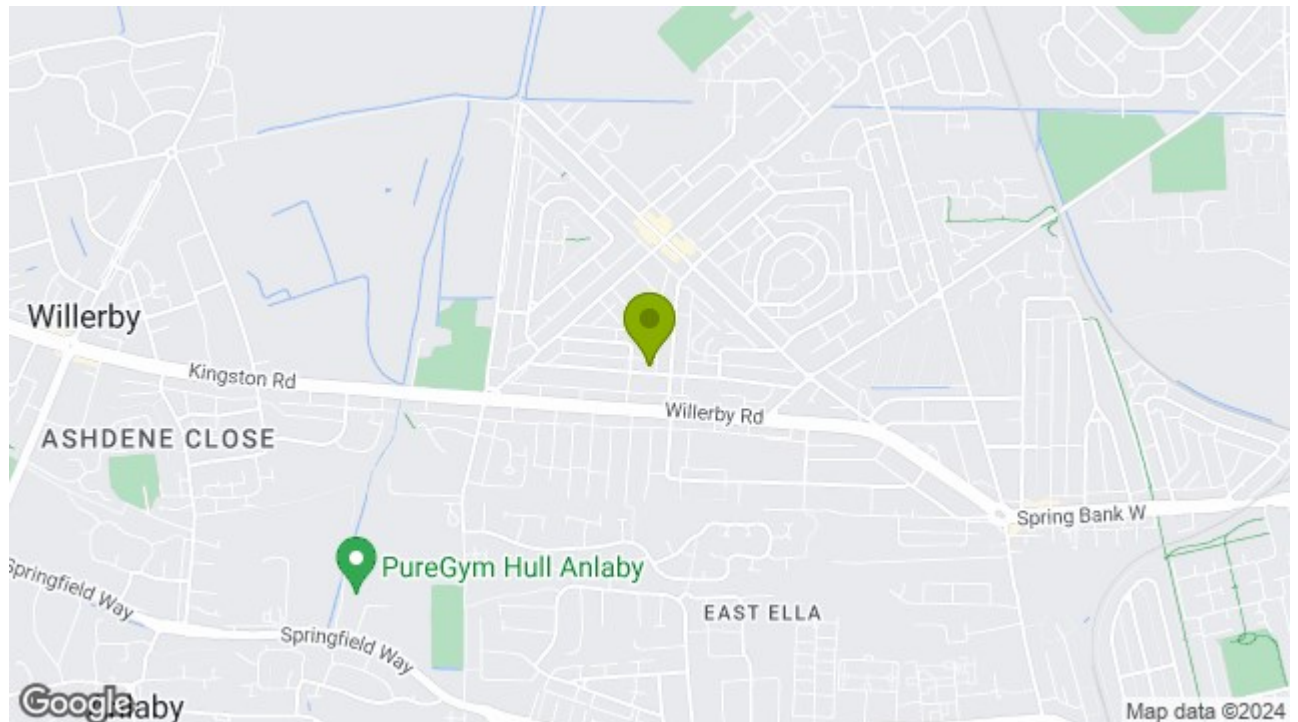 Willerby
Kingston Rd
Willerby Rd
ASHDENE CLOSE
Spring Bank W
PureGym Hull Anlaby
Springfield Way
EAST ELLA
Springfield Way
Google
Map data ©2024